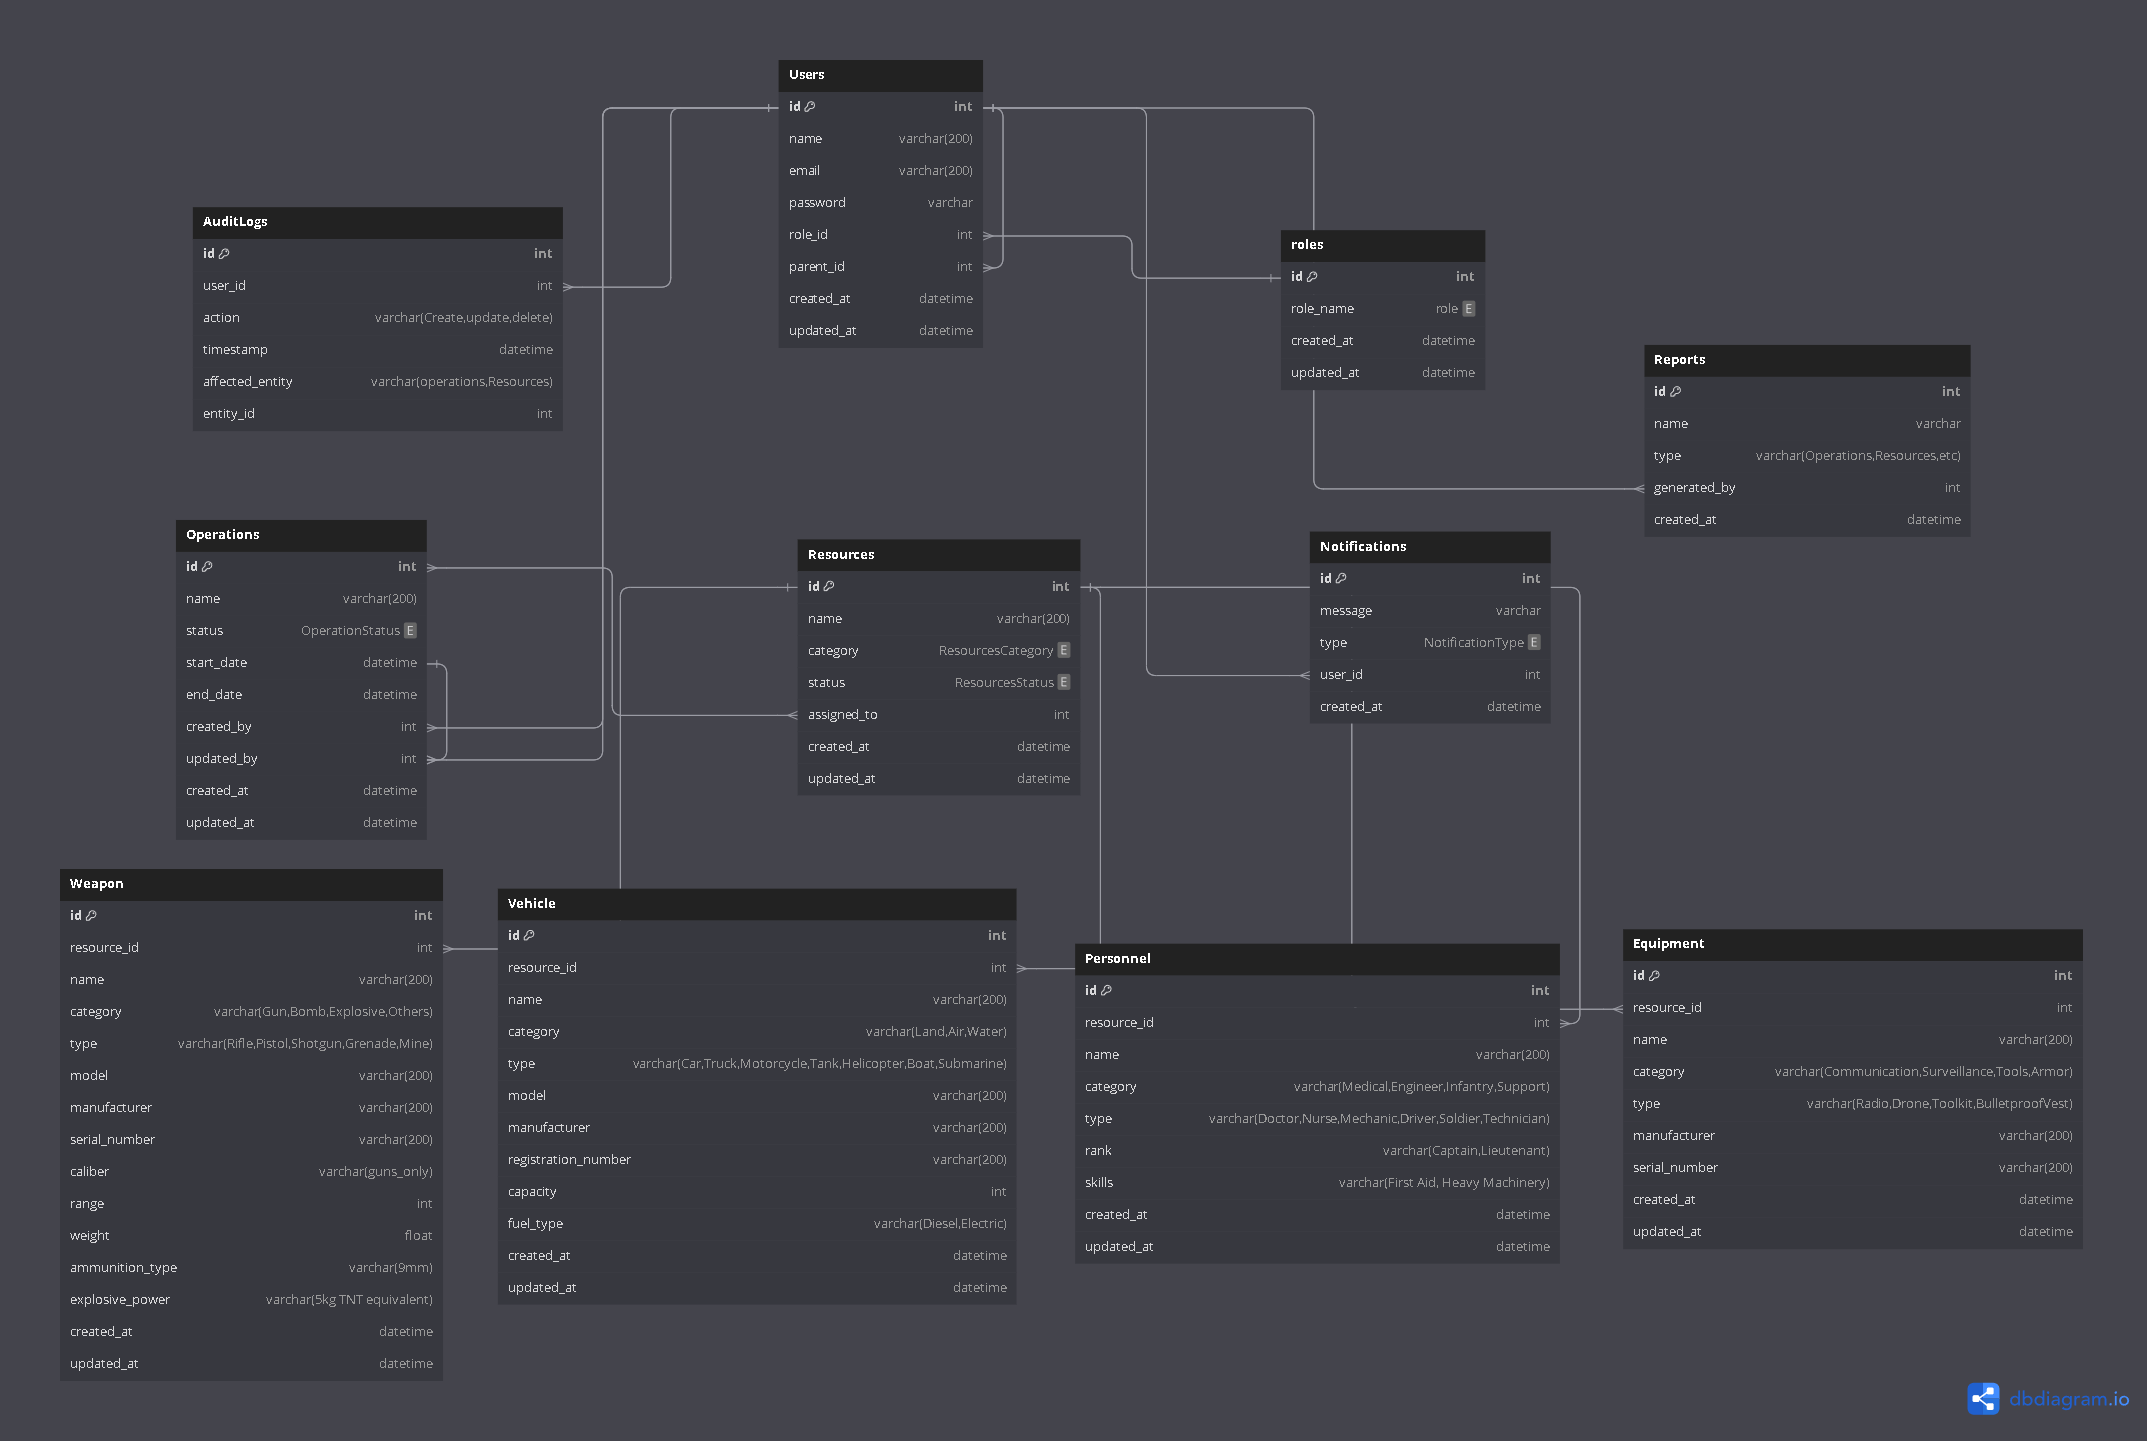 Users
id int
name varchar(200)
email varchar(200)
password varchar
role_id int
parent_id int
created_at datetime
updated_at datetime
AuditLogs
id int
user_id int
action varchar(Create,update,delete)
timestamp datetime
affected_entity varchar(operations,Resources)
entity_id int
roles
id int
role_name role E
created_at datetime
updated_at datetime
Reports
id int
name varchar
type varchar(Operations,Resources,etc)
generated_by int
created_at datetime
Operations
id int
name varchar(200)
status OperationStatus E
start_date datetime
end_date datetime
created_by int
updated_by int
created_at datetime
updated_at datetime
Resources
id int
name varchar(200)
category ResourcesCategory E
status ResourcesStatus E
assigned_to int
created_at datetime
updated_at datetime
Notifications
id int
message varchar
type NotificationType E
user_id int
created_at datetime
Weapon
id int
resource_id int
name varchar(200)
category varchar(Gun,Bomb,Explosive,Others)
type varchar(Rifle,Pistol,Shotgun,Grenade,Mine)
model varchar(200)
manufacturer varchar(200)
serial_number varchar(200)
caliber varchar(guns_only)
range int
weight float
ammunition_type varchar(9mm)
explosive_power varchar(5kg TNT equivalent)
created_at datetime
updated_at datetime
Vehicle
id int
resource_id int
name varchar(200)
category varchar(Land,Air,Water)
type varchar(Car,Truck,Motorcycle,Tank,Helicopter,Boat,Submarine)
model varchar(200)
manufacturer varchar(200)
registration_number varchar(200)
capacity int
fuel_type varchar(Diesel,Electric)
created_at datetime
updated_at datetime
Personnel
id int
resource_id int
name varchar(200)
category varchar(Medical,Engineer,Infantry,Support)
type varchar(Doctor,Nurse,Mechanic,Driver,Soldier,Technician)
rank varchar(Captain,Lieutenant)
skills varchar(First Aid, Heavy Machinery)
created_at datetime
updated_at datetime
Equipment
id int
resource_id int
name varchar(200)
category varchar(Communication,Surveillance,Tools,Armor)
type varchar(Radio,Drone,Toolkit,BulletproofVest)
manufacturer varchar(200)
serial_number varchar(200)
created_at datetime
updated_at datetime
dbdiagram.io